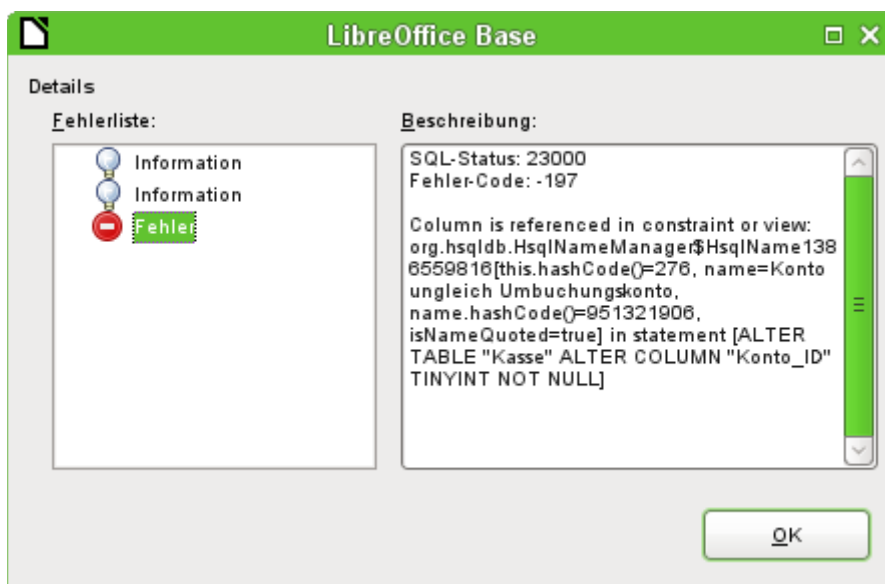 LibreOffice Base
Details
Fehlerliste:
Beschreibung:
Information
Information
Fehler
SQL-Status: 23000
Fehler-Code: -197
Column is referenced in constraint or view:
org.hsqldb.HsqlNameManager$HsqlName138
6559816[this.hashCode()=276, name=Konto
ungleich Umbuchungskonto,
name.hashCode()=951321906,
isNameQuoted=true] in statement [ALTER
TABLE "Kasse" ALTER COLUMN "Konto_ID"
TINYINT NOT NULL]
OK